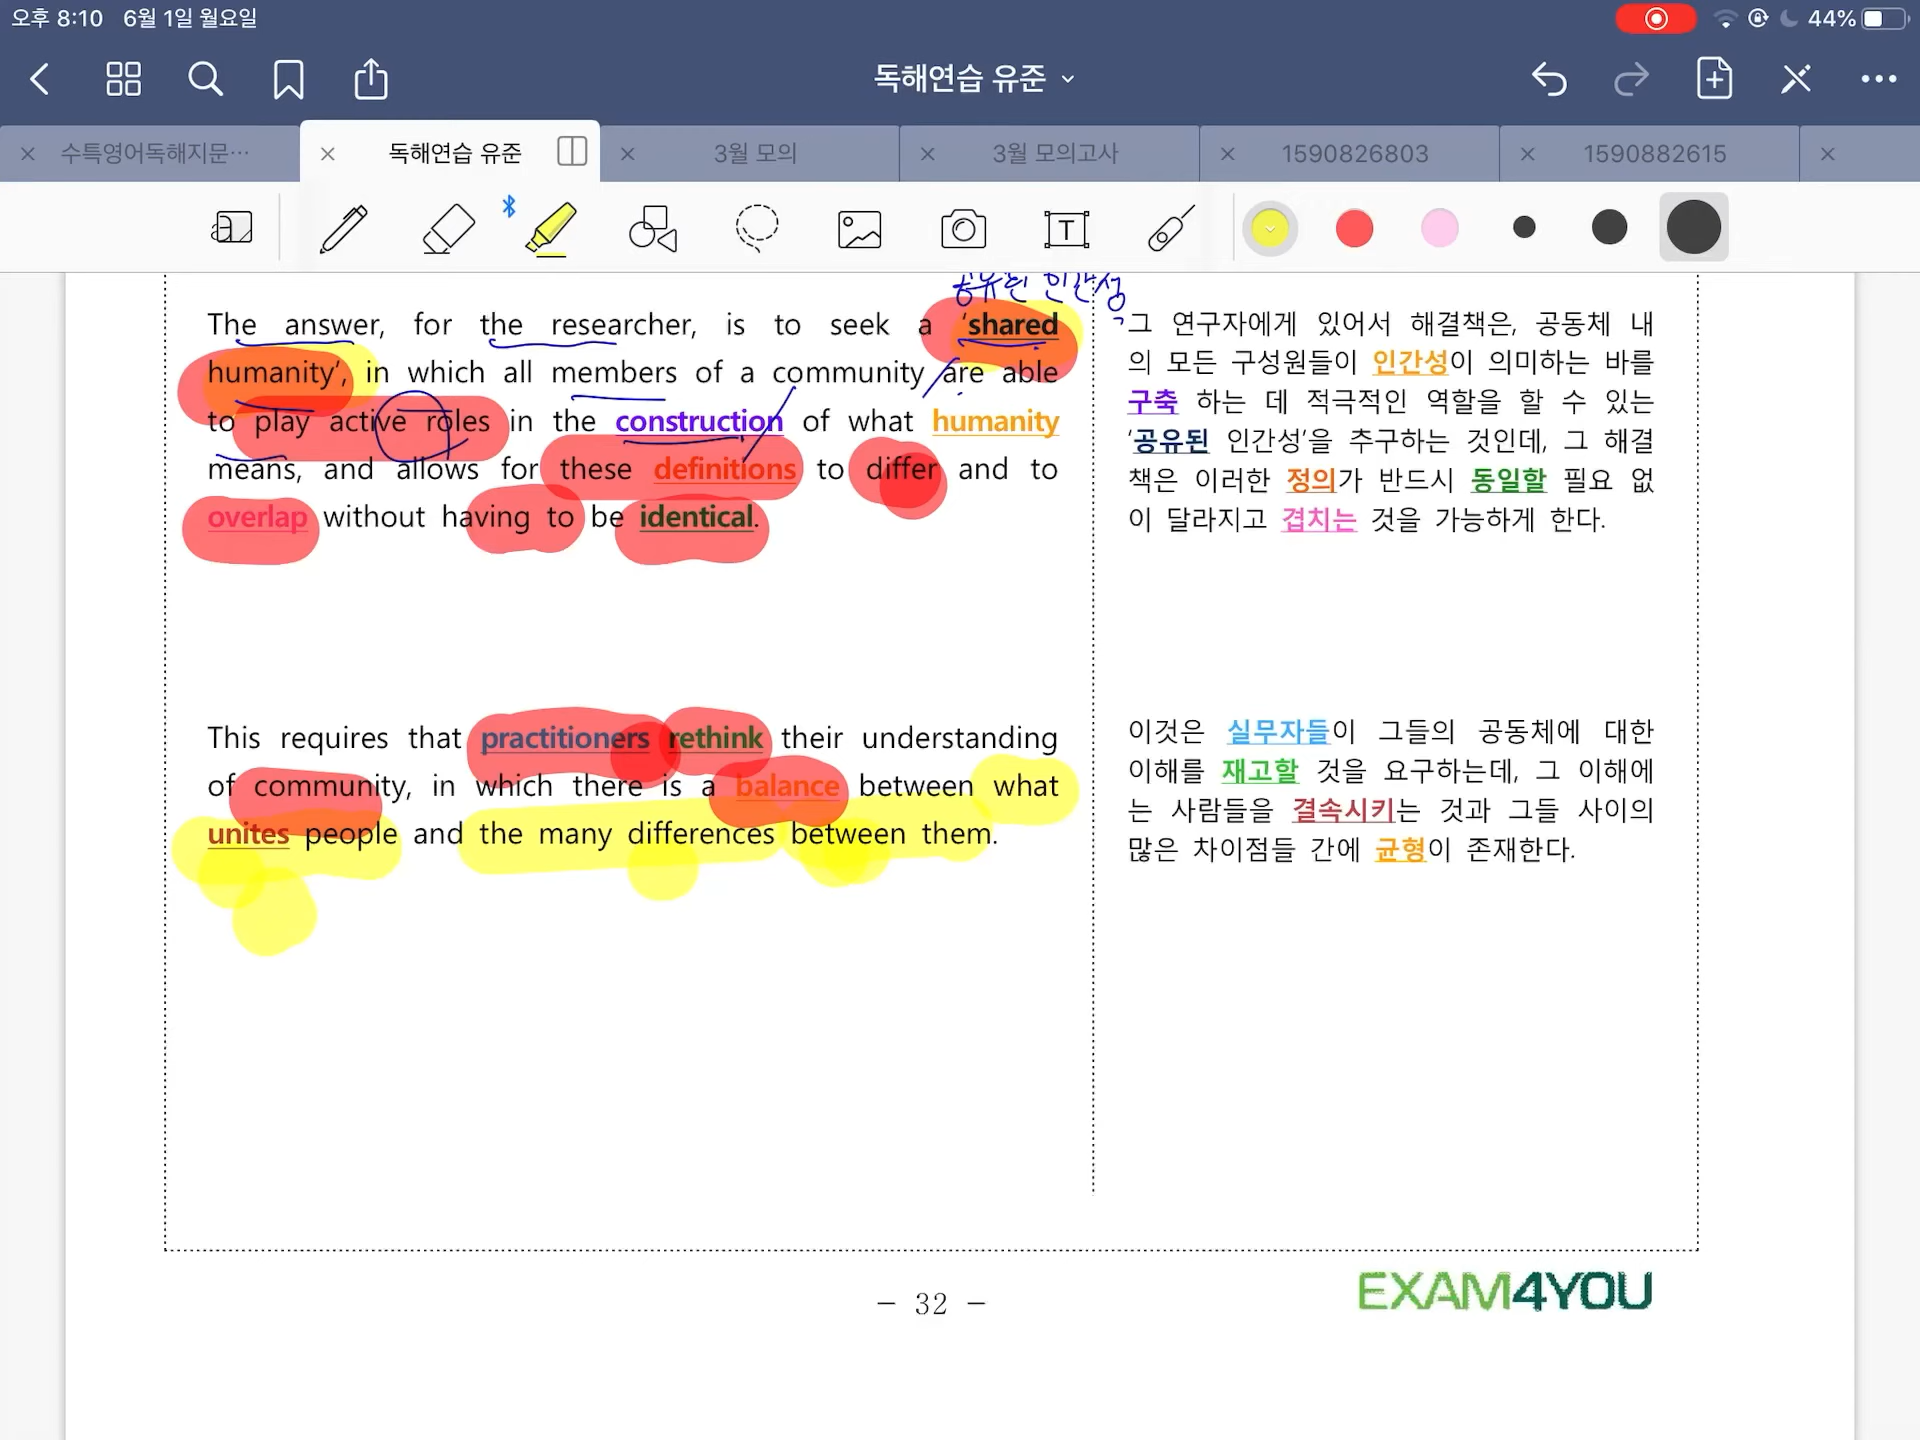 오후 8:10 6월 1일 월요일 44%
독해연습 유준
수특영어독해지문… 독해연습 유준 3월 모의 3월 모의고사 1590826803 1590882615
공유된 인간성
The answer, for the researcher, is to seek a 'shared
humanity', in which all members of a community are able
to play active roles in the construction of what humanity
means, and allows for these definitions to differ and to
overlap without having to be identical.
그 연구자에게 있어서 해결책은, 공동체 내
의 모든 구성원들이 인간성이 의미하는 바를
구축 하는 데 적극적인 역할을 할 수 있는
'공유된 인간성'을 추구하는 것인데, 그 해결
책은 이러한 정의가 반드시 동일할 필요 없
이 달라지고 겹치는 것을 가능하게 한다.
This requires that practitioners rethink their understanding
of community, in which there is a balance between what
unites people and the many differences between them.
이것은 실무자들이 그들의 공동체에 대한
이해를 재고할 것을 요구하는데, 그 이해에
는 사람들을 결속시키는 것과 그들 사이의
많은 차이점들 간에 균형이 존재한다.
- 32 -
EXAM4YOU